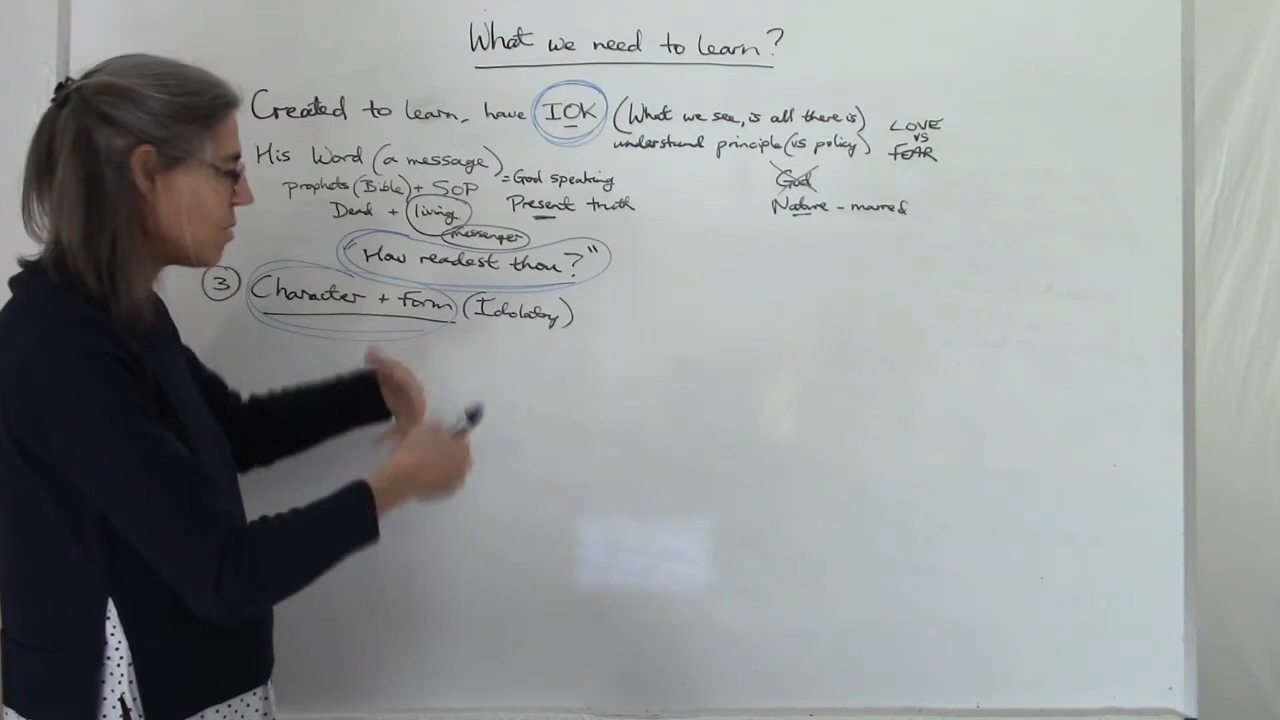 What we need to learn?
Created to learn, have IOK (What we see, is all there is)
understand principle (vs policy)
LOVE
vs
FEAR
His Word (a message) = God speaking
prophets (Bible) + SOP
Present truth
Dead + living
messenger
God
Nature - marred
"How readest thou?"
3 Character + form (Idolatry)